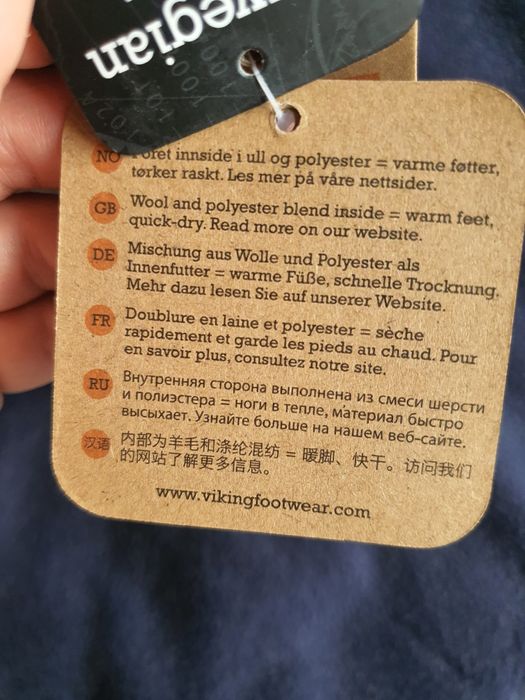 wegian
NO Foret innside i ull og polyester = varme føtter,
tørker raskt. Les mer på våre nettsider.
GB Wool and polyester blend inside = warm feet,
quick-dry. Read more on our website.
DE Mischung aus Wolle und Polyester als
Innenfutter = warme Füße, schnelle Trocknung.
Mehr dazu lesen Sie auf unserer Website.
FR Doublure en laine et polyester = sèche
rapidement et garde les pieds au chaud. Pour
en savoir plus, consultez notre site.
RU Внутренняя сторона выполнена из смеси шерсти
и полиэстера = ноги в тепле, материал быстро
высыхает. Узнайте больше на нашем веб-сайте.
汉语 内部为羊毛和涤纶混纺 = 暖脚、快干。访问我们
的网站了解更多信息。
www.vikingfootwear.com